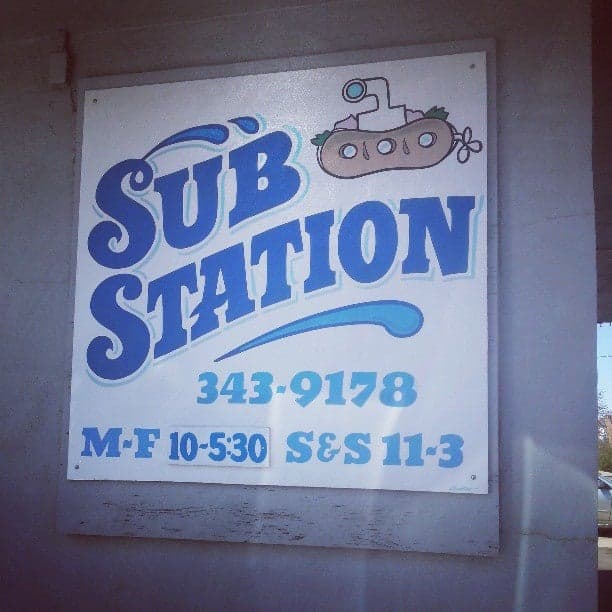 SUB
STATION
343-9178
M-F 10-5:30 S&S 11-3